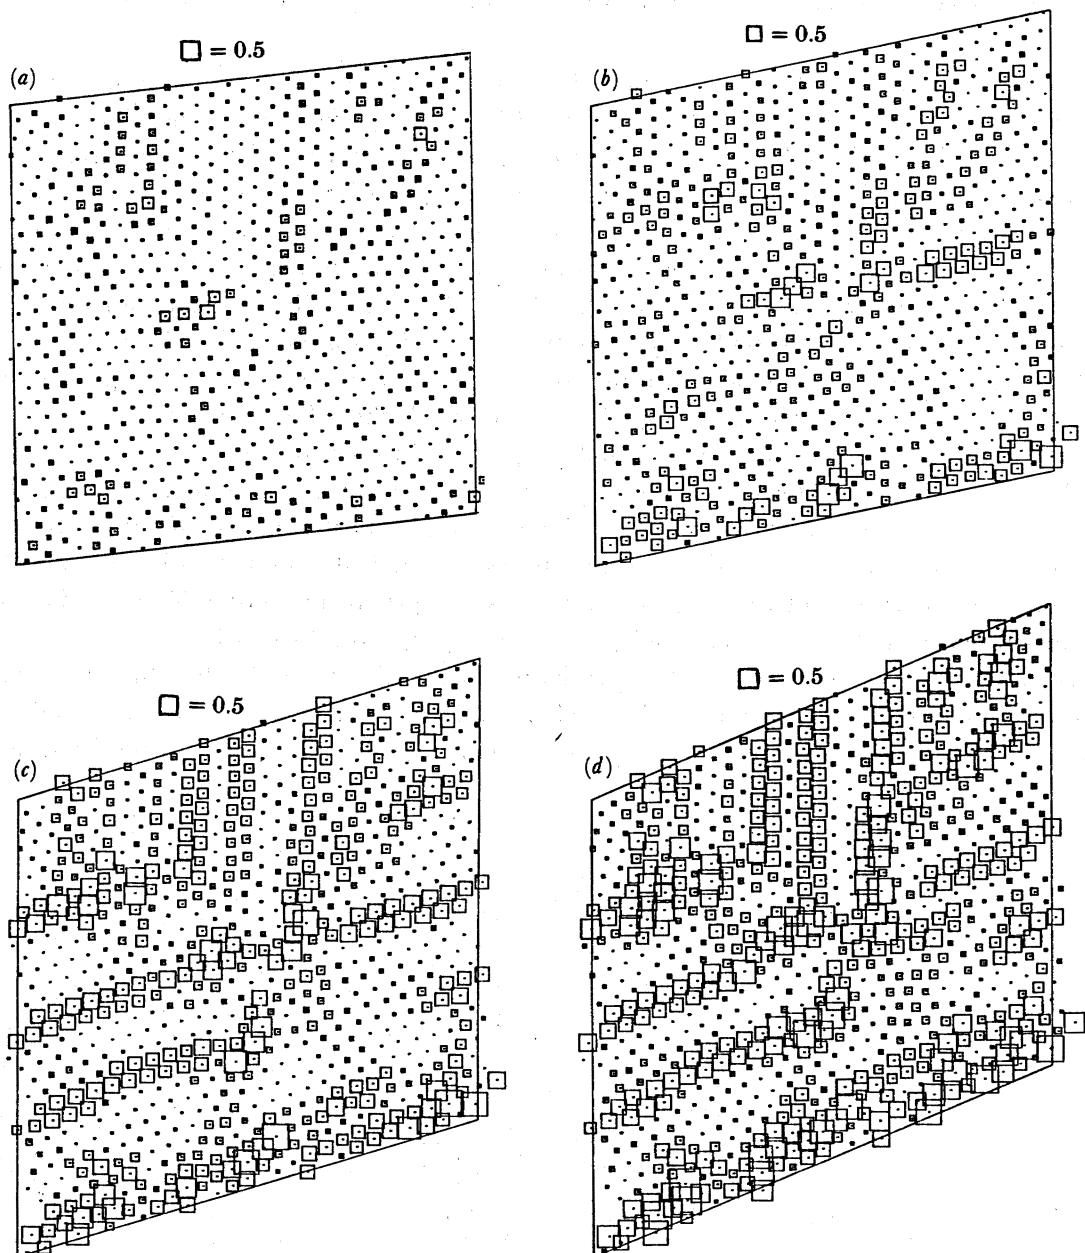 □ = 0.5
(a)
□ = 0.5
(b)
□ = 0.5
(c)
□ = 0.5
(d)